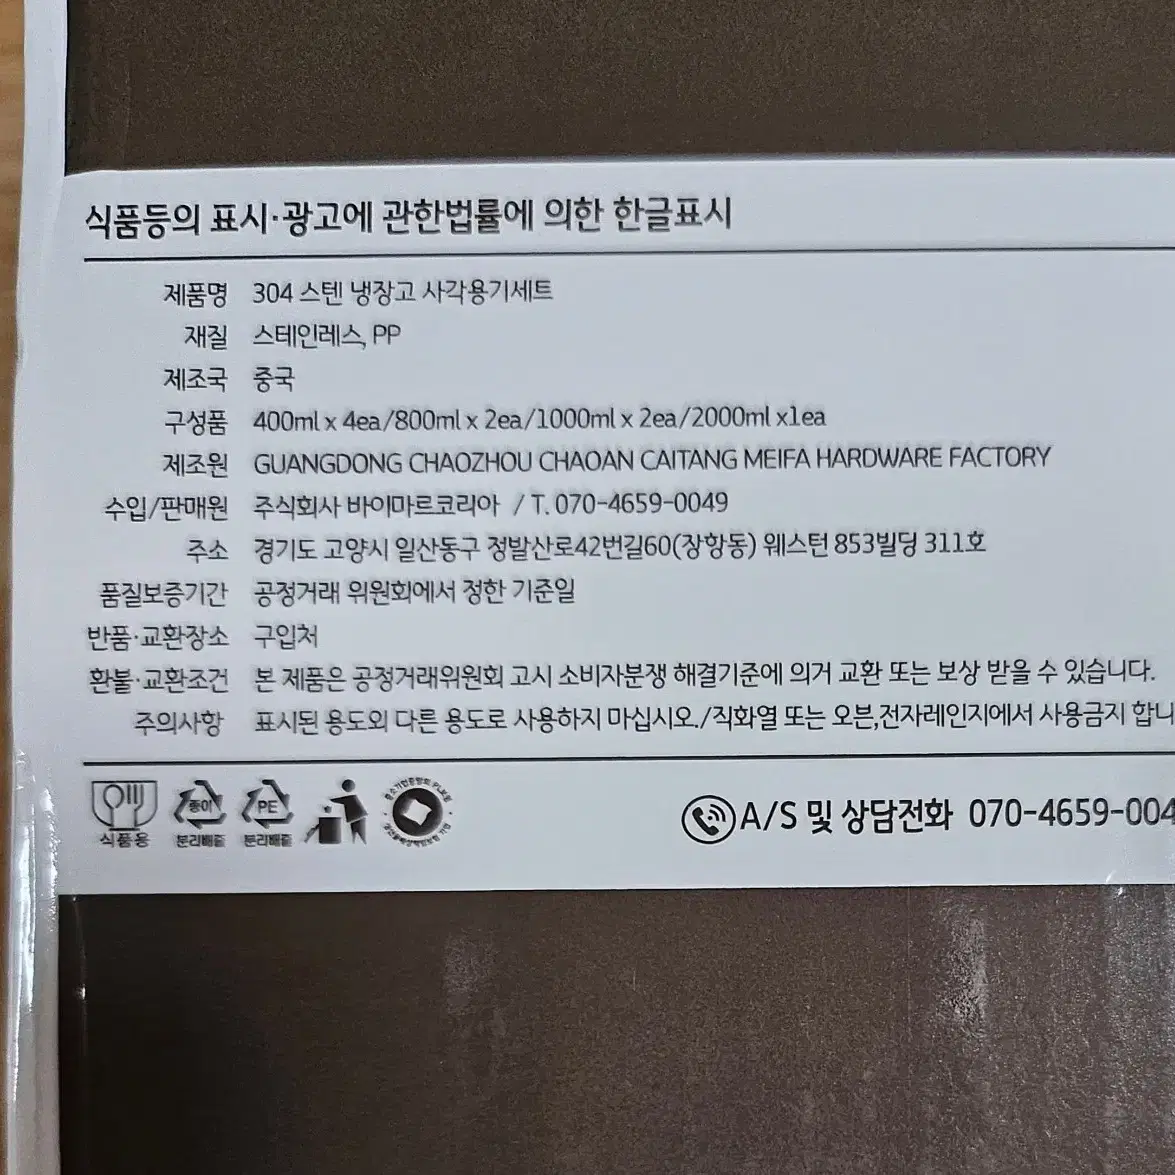 식품등의 표시·광고에 관한법률에 의한 한글표시
제품명 304 스텐 냉장고 사각용기세트
재질 스테인레스, PP
제조국 중국
구성품 400ml x 4ea/800ml x 2ea/1000ml x 2ea/2000ml x1ea
제조원 GUANGDONG CHAOZHOU CHAOAN CAITANG MEIFA HARDWARE FACTORY
수입/판매원 주식회사 바이마르코리아 / T. 070-4659-0049
주소 경기도 고양시 일산동구 정발산로42번길60(장항동) 웨스턴 853빌딩 311호
품질보증기간 공정거래 위원회에서 정한 기준일
반품·교환장소 구입처
환불·교환조건 본 제품은 공정거래위원회 고시 소비자분쟁 해결기준에 의거 교환 또는 보상 받을 수 있습니다.
주의사항 표시된 용도외 다른 용도로 사용하지 마십시오./직화열 또는 오븐,전자레인지에서 사용금지 합니
식품용
종이
분리배출
PE
분리배출
A/S 및 상담전화 070-4659-004